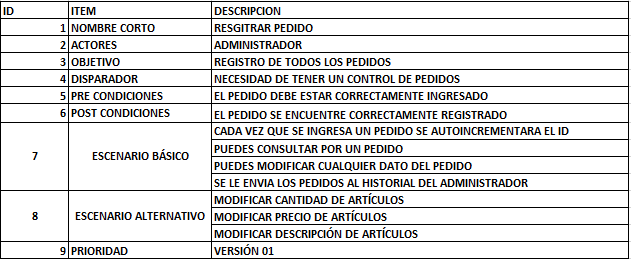 ID ITEM DESCRIPCION
1 NOMBRE CORTO RESGITRAR PEDIDO
2 ACTORES ADMINISTRADOR
3 OBJETIVO REGISTRO DE TODOS LOS PEDIDOS
4 DISPARADOR NECESIDAD DE TENER UN CONTROL DE PEDIDOS
5 PRE CONDICIONES EL PEDIDO DEBE ESTAR CORRECTAMENTE INGRESADO
6 POST CONDICIONES EL PEDIDO SE ENCUENTRE CORRECTAMENTE REGISTRADO
7 ESCENARIO BÁSICO CADA VEZ QUE SE INGRESA UN PEDIDO SE AUTOINCREMENTARA EL ID
PUEDES CONSULTAR POR UN PEDIDO
PUEDES MODIFICAR CUALQUIER DATO DEL PEDIDO
SE LE ENVIA LOS PEDIDOS AL HISTORIAL DEL ADMINISTRADOR
8 ESCENARIO ALTERNATIVO MODIFICAR CANTIDAD DE ARTÍCULOS
MODIFICAR PRECIO DE ARTÍCULOS
MODIFICAR DESCRIPCIÓN DE ARTÍCULOS
9 PRIORIDAD VERSIÓN 01